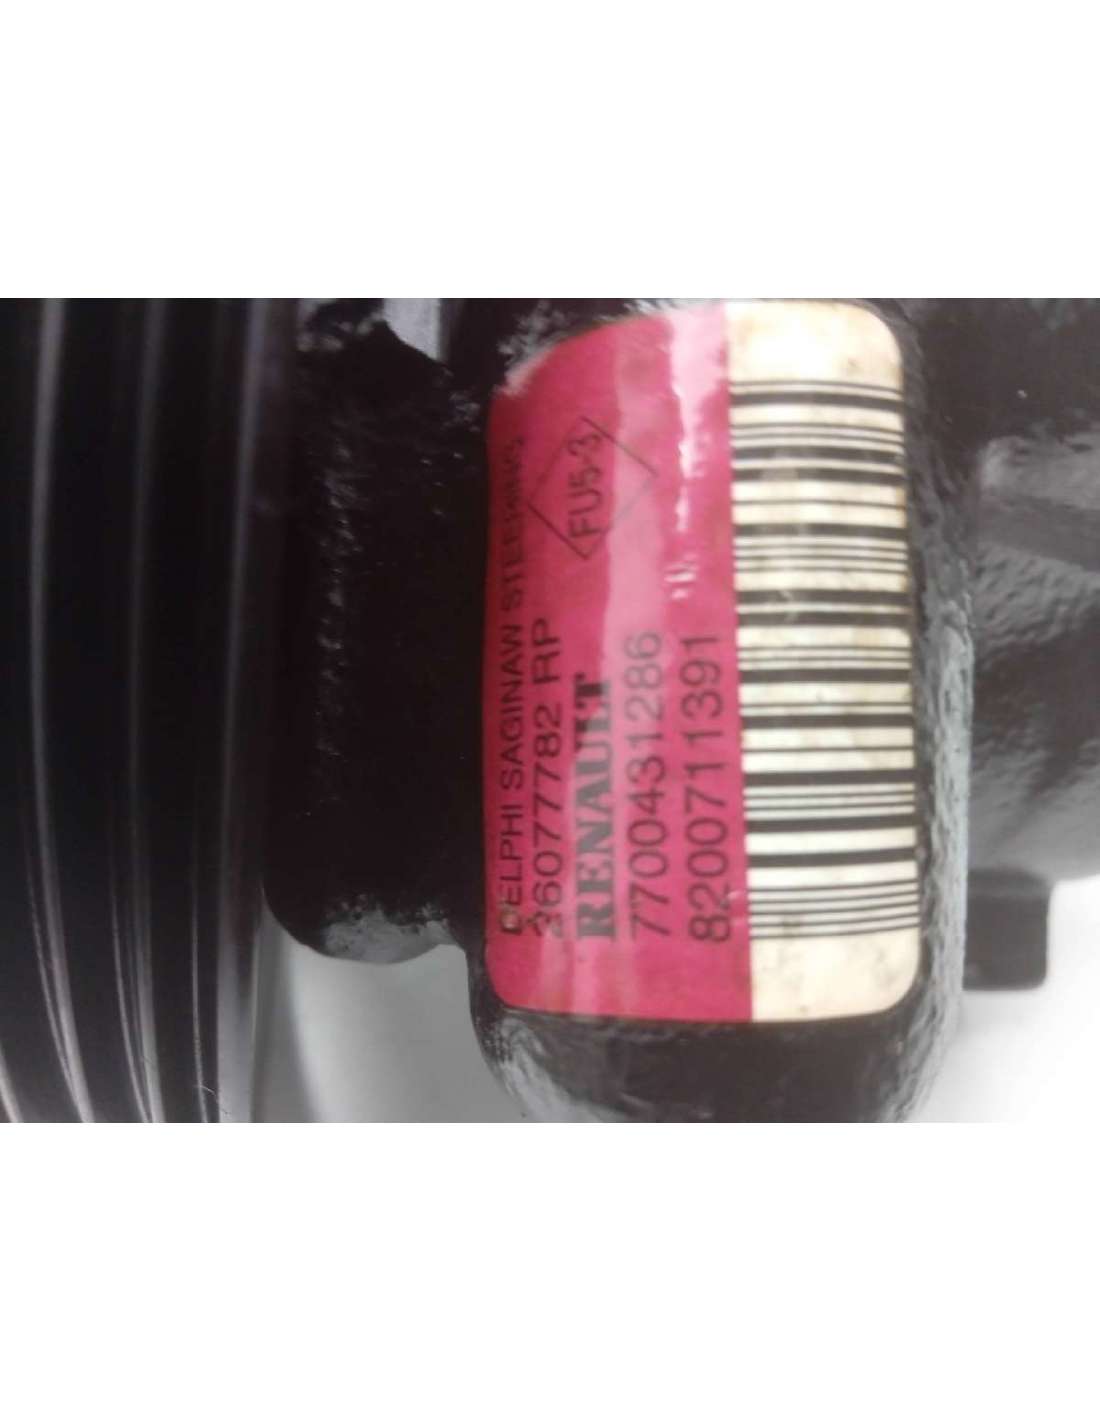 DELPHI SAGINAW STEERING
26077782 RP
FU5-3
RENAULT
7700431286
8200711391